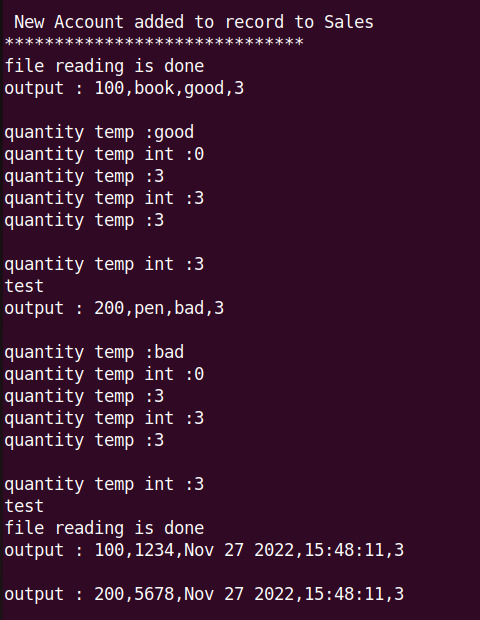 New Account added to record to Sales
******************************
file reading is done
output : 100,book,good,3
quantity temp :good
quantity temp int :0
quantity temp :3
quantity temp int :3
quantity temp :3
quantity temp int :3
test
output : 200,pen,bad,3
quantity temp :bad
quantity temp int :0
quantity temp :3
quantity temp int :3
quantity temp :3
quantity temp int :3
test
file reading is done
output : 100,1234,Nov 27 2022,15:48:11,3
output : 200,5678,Nov 27 2022,15:48:11,3